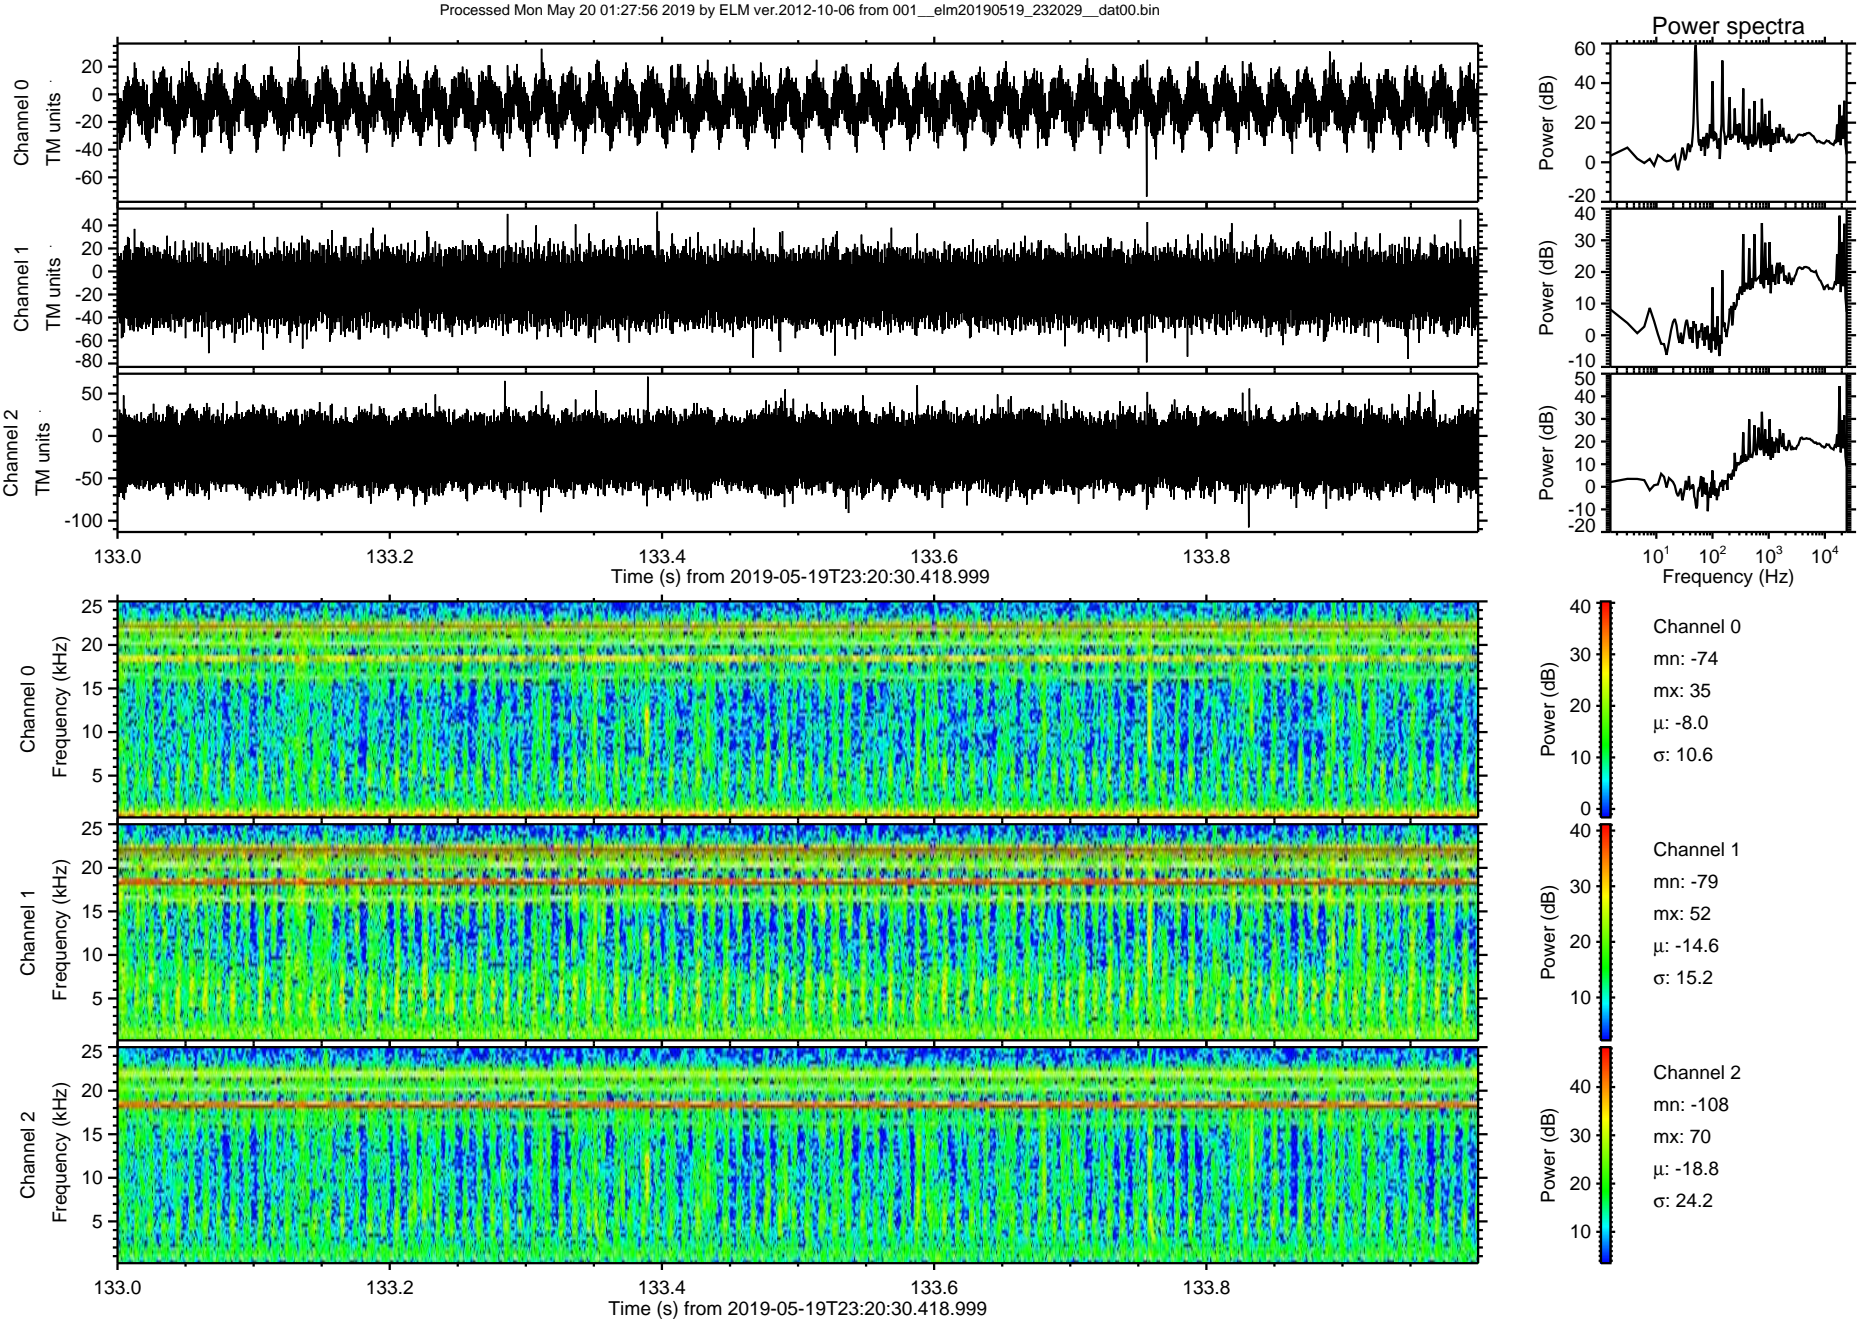 Processed Mon May 20 01:27:56 2019 by ELM ver.2012-10-06 from 001__elm20190519_232029__dat00.bin
Power spectra
Channel 0
TM units
20
0
-20
-40
-60
Power (dB)
60
40
20
0
-20
Channel 1
TM units
40
20
0
-20
-40
-60
-80
Power (dB)
40
30
20
10
0
-10
Channel 2
TM units
50
0
-50
-100
Power (dB)
50
40
30
20
10
0
-10
-20
133.0 133.2 133.4 133.6 133.8
Time (s) from 2019-05-19T23:20:30.418.999
10¹ 10² 10³ 10⁴
Frequency (Hz)
Channel 0
Frequency (kHz)
25
20
15
10
5
Power (dB)
40
30
20
10
0
Channel 0
mn: -74
mx: 35
μ: -8.0
σ: 10.6
Channel 1
Frequency (kHz)
25
20
15
10
5
Power (dB)
40
30
20
10
Channel 1
mn: -79
mx: 52
μ: -14.6
σ: 15.2
Channel 2
Frequency (kHz)
25
20
15
10
5
Power (dB)
40
30
20
10
Channel 2
mn: -108
mx: 70
μ: -18.8
σ: 24.2
133.0 133.2 133.4 133.6 133.8
Time (s) from 2019-05-19T23:20:30.418.999